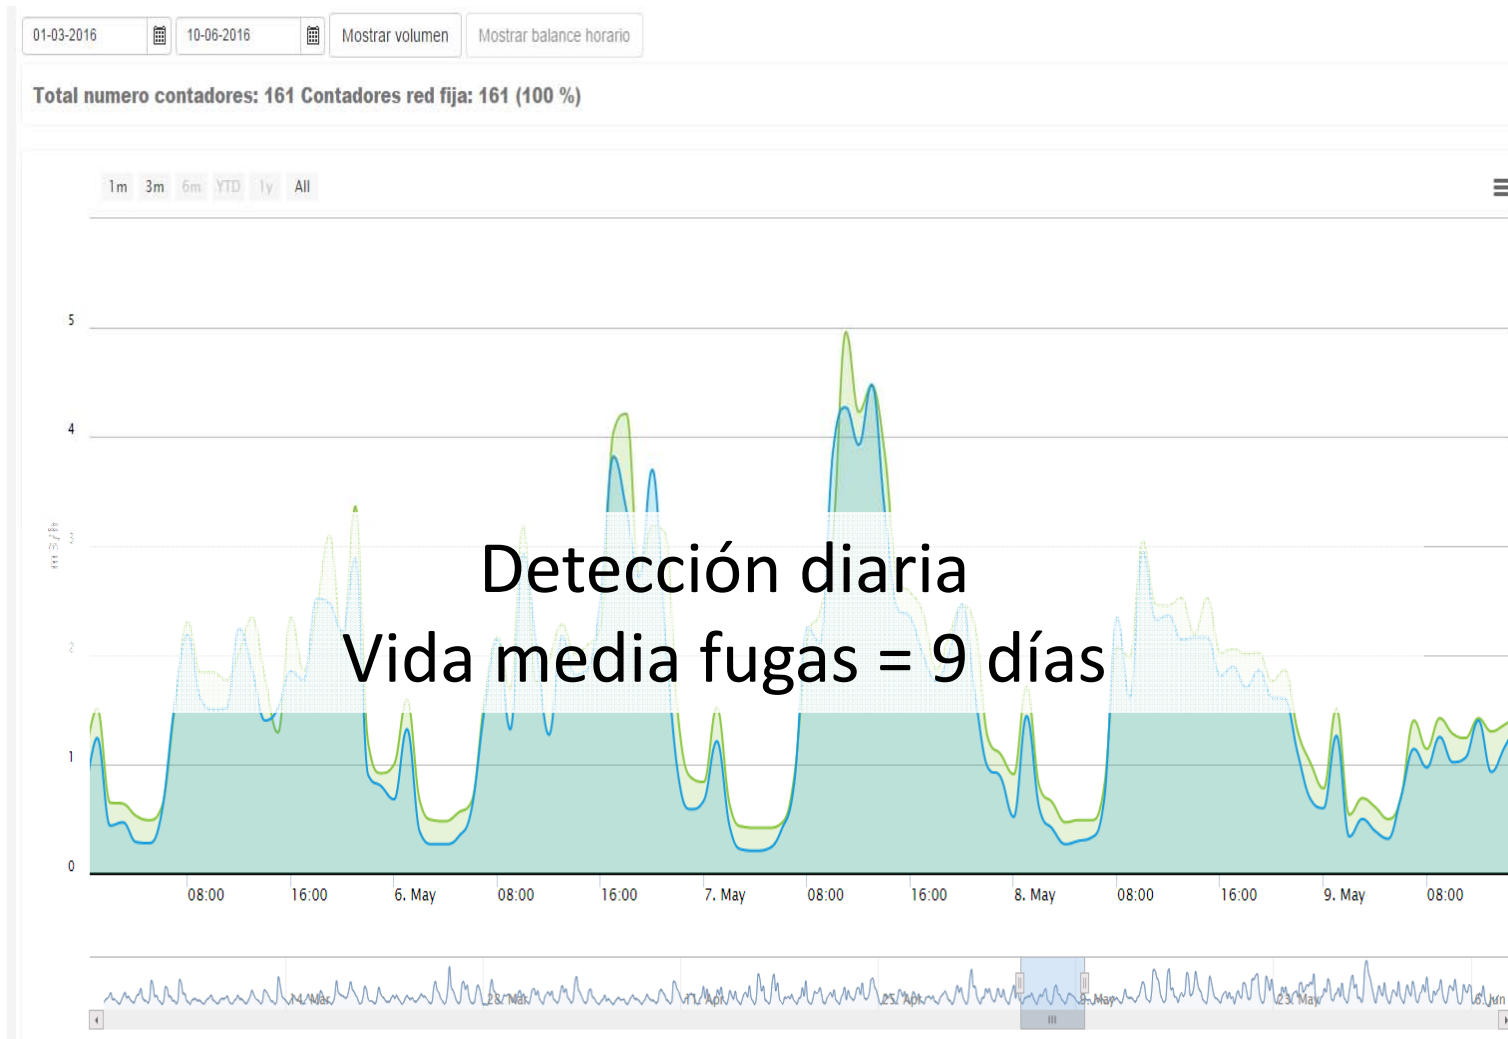 01-03-2016 10-06-2016 Mostrar volumen Mostrar balance horario
Total numero contadores: 161 Contadores red fija: 161 (100 %)
1m 3m 6m YTD 1y All
5
4
m3/h
3
2
1
0
Detección diaria
Vida media fugas = 9 días
08:00 16:00 6. May 08:00 16:00 7. May 08:00 16:00 8. May 08:00 16:00 9. May 08:00
14. Mar 28. Mar 11. Apr 25. Apr 9. May 23. May 6. Jun